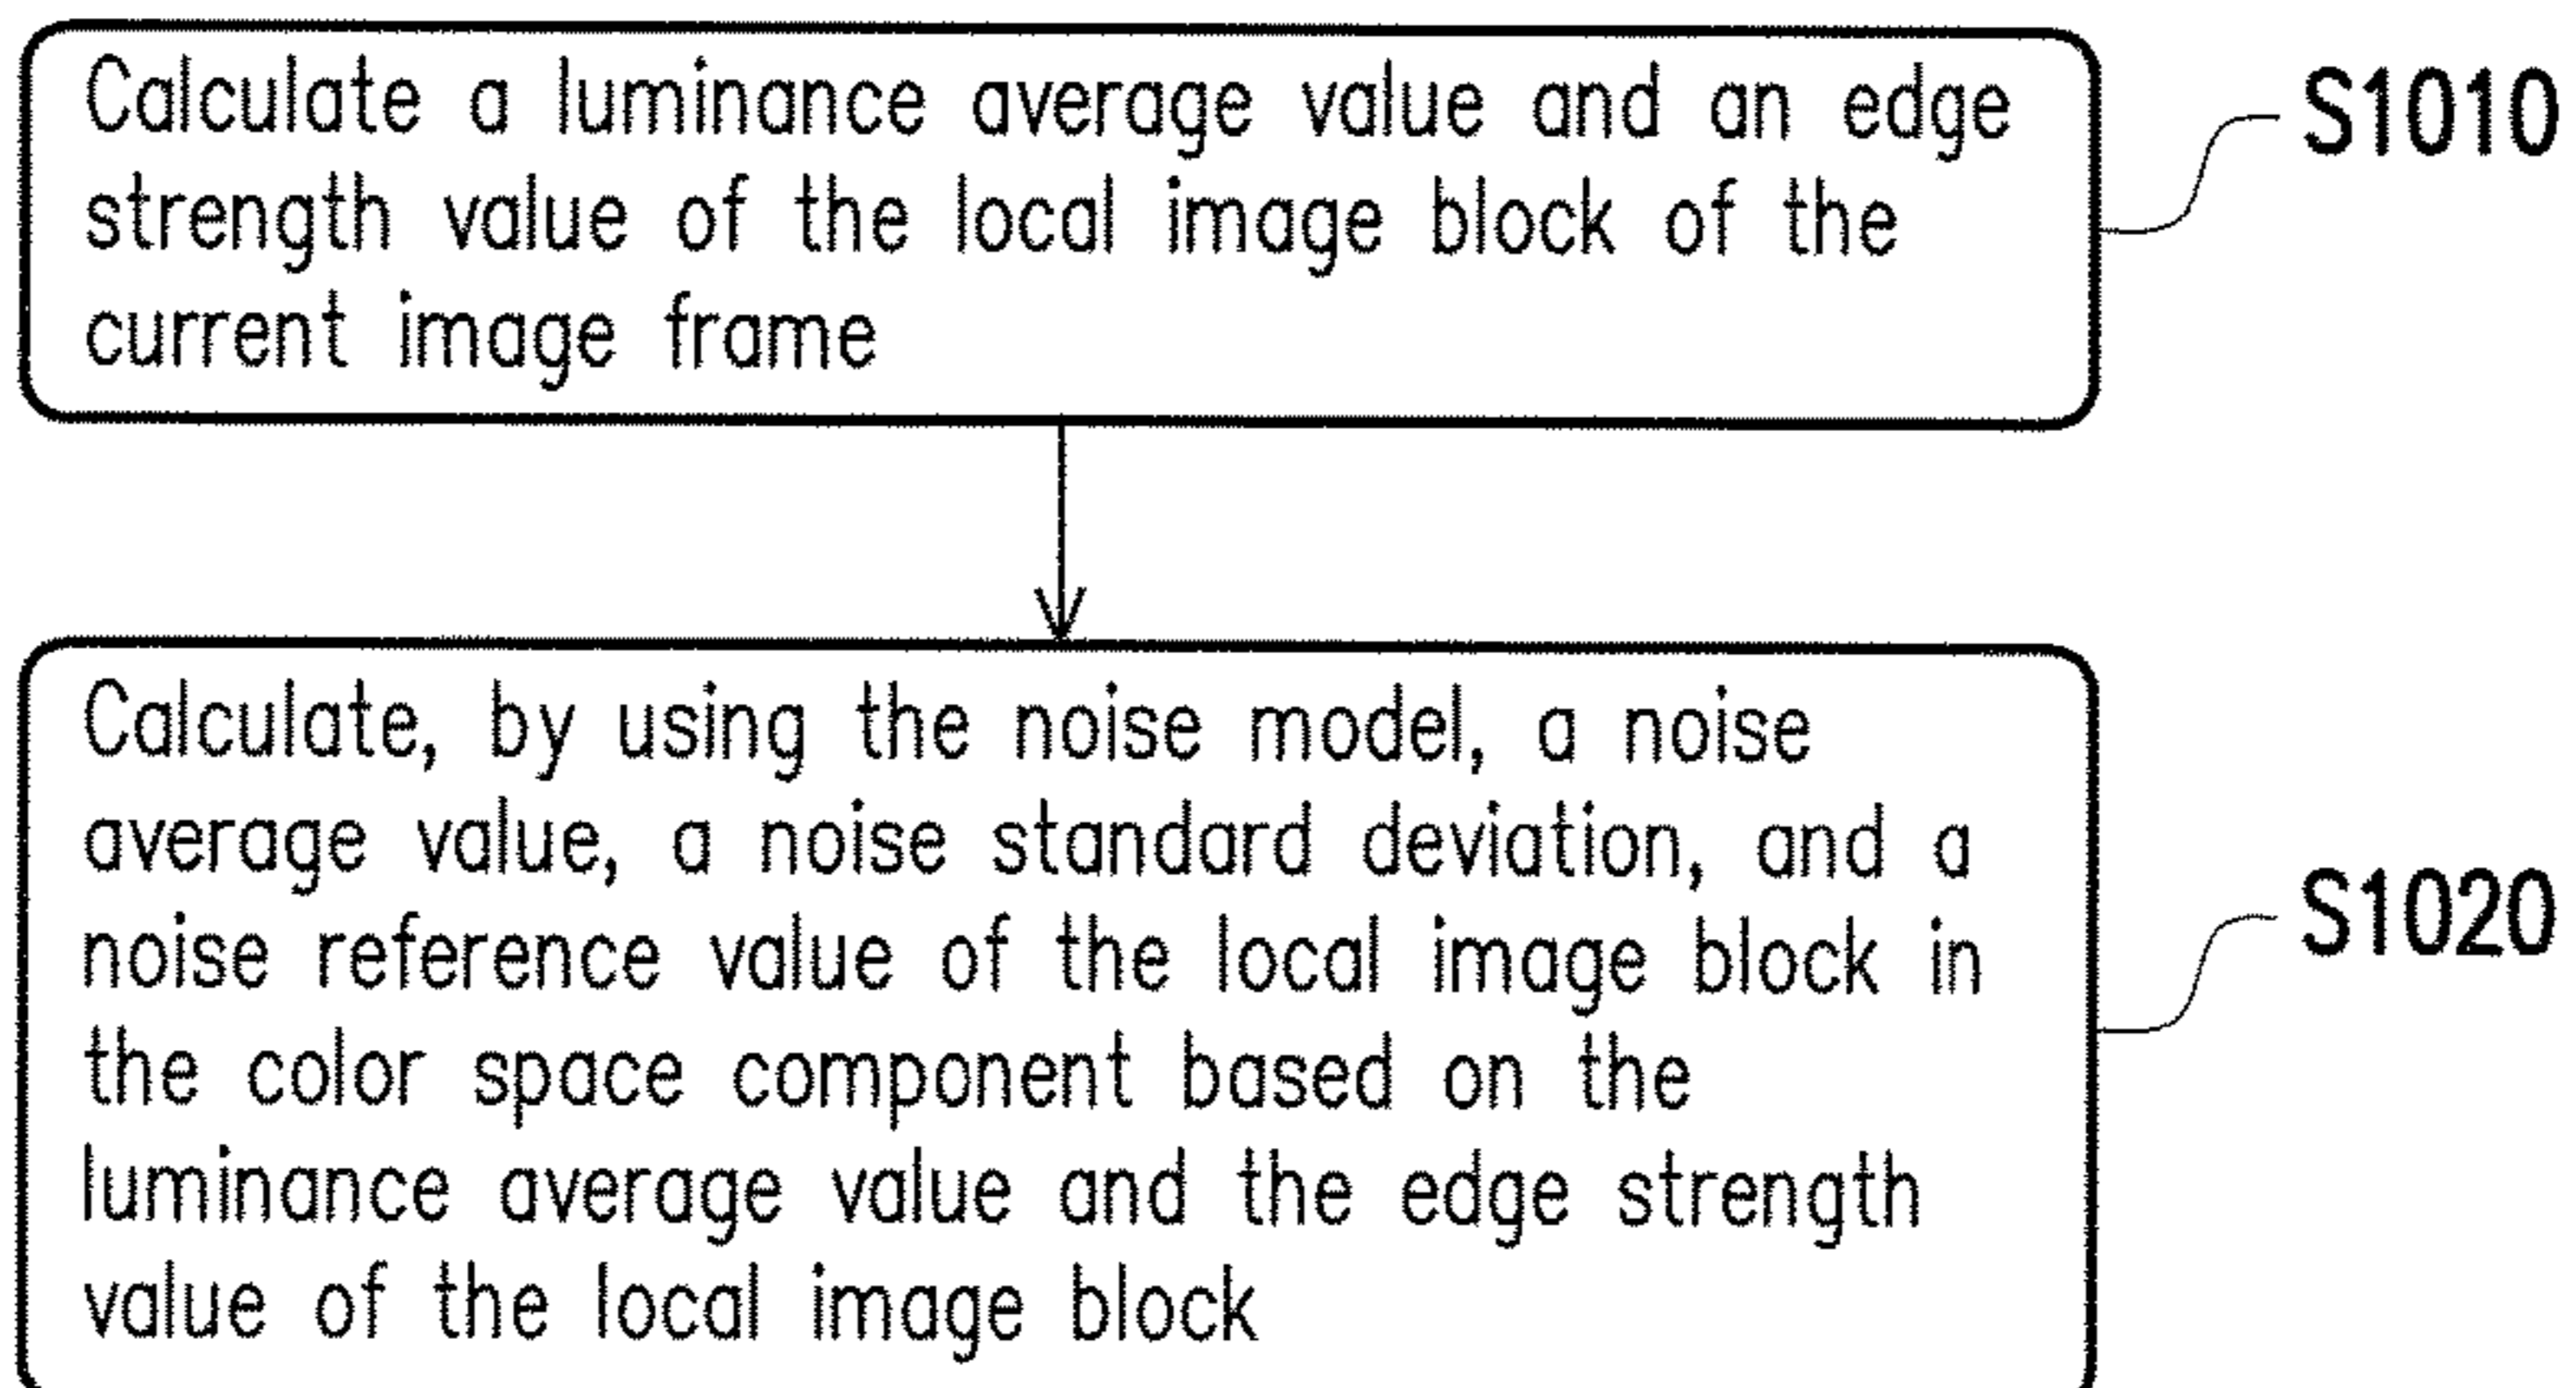 Calculate a luminance average value and an edge
strength value of the local image block of the
current image frame
S1010
Calculate, by using the noise model, a noise
average value, a noise standard deviation, and a
noise reference value of the local image block in
the color space component based on the
luminance average value and the edge strength
value of the local image block
S1020